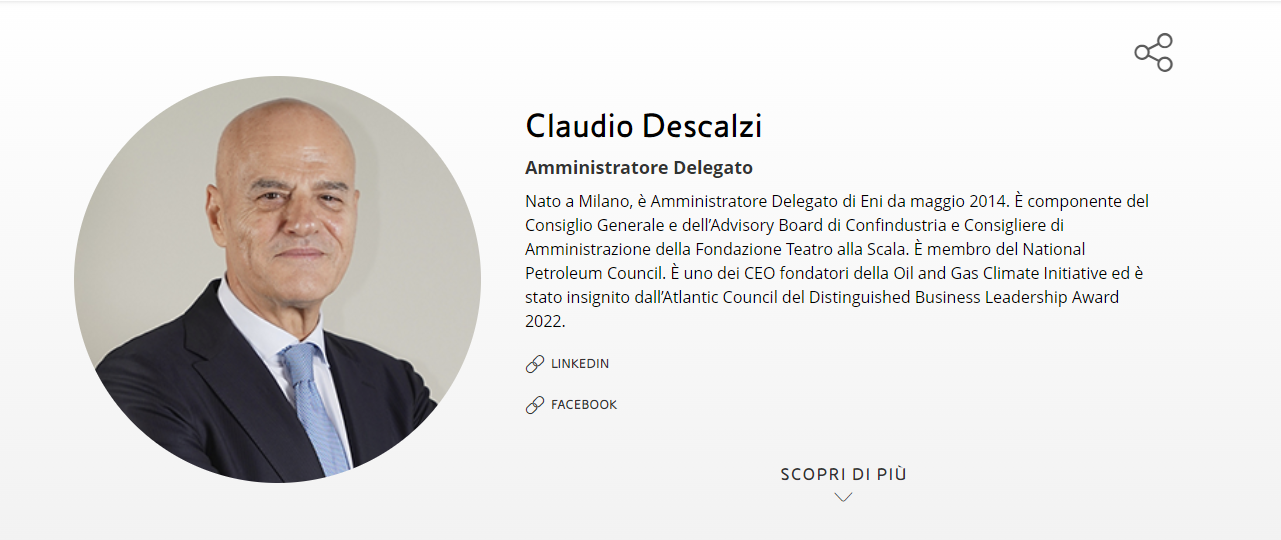 Claudio Descalzi
Amministratore Delegato
Nato a Milano, è Amministratore Delegato di Eni da maggio 2014. È componente del
Consiglio Generale e dell’Advisory Board di Confindustria e Consigliere di
Amministrazione della Fondazione Teatro alla Scala. È membro del National
Petroleum Council. È uno dei CEO fondatori della Oil and Gas Climate Initiative ed è
stato insignito dall’Atlantic Council del Distinguished Business Leadership Award
2022.
LINKEDIN
FACEBOOK
SCOPRI DI PIÙ